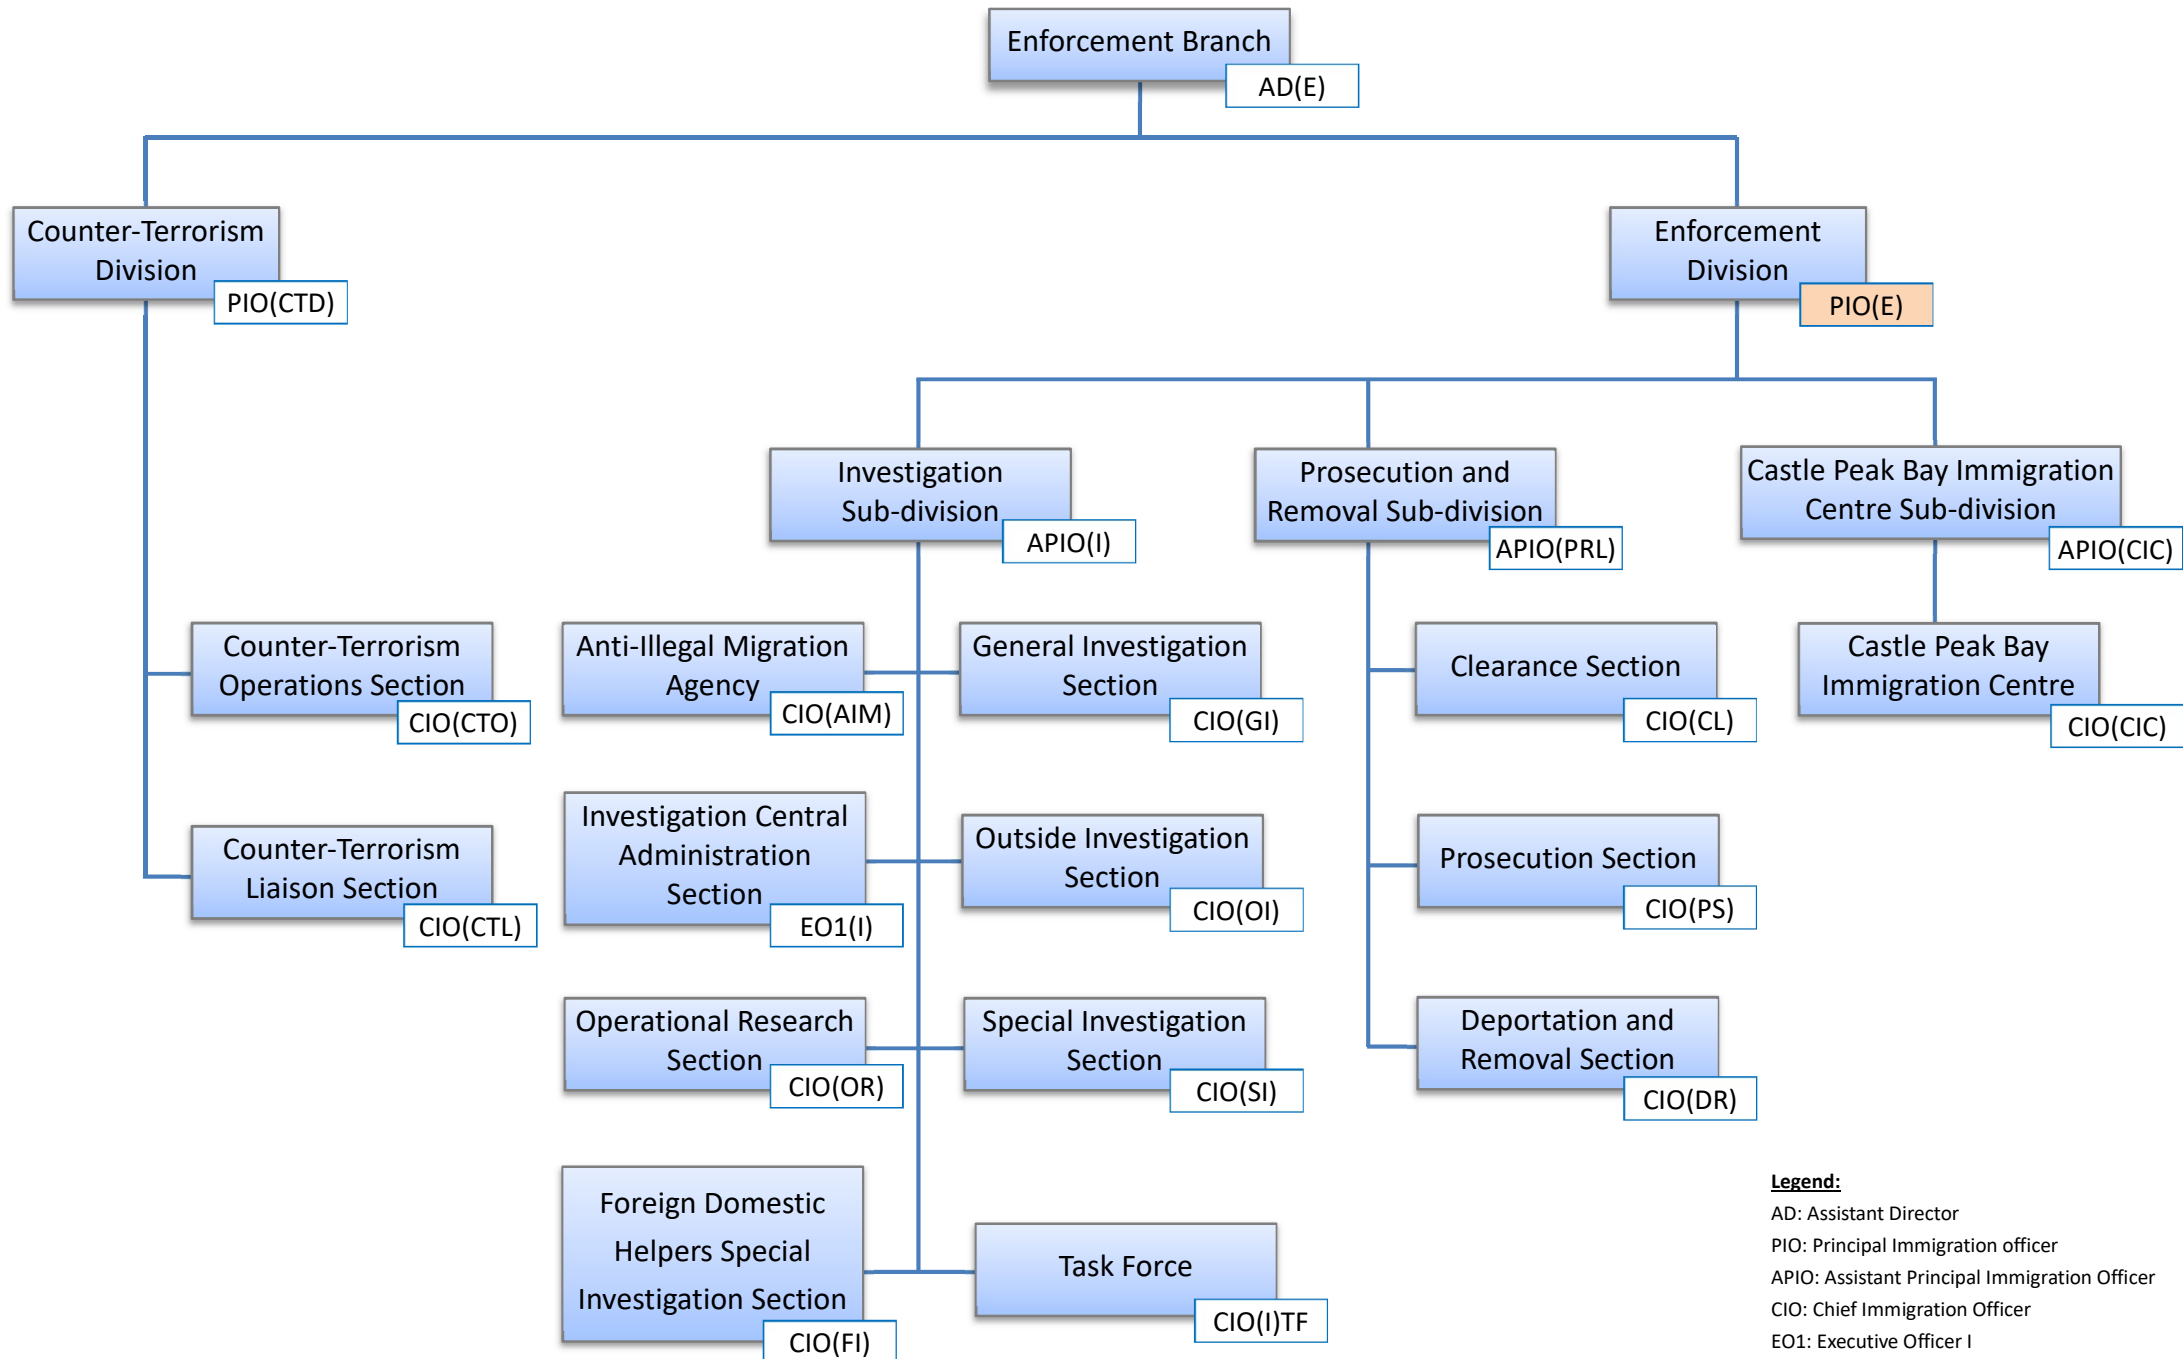 Enforcement Branch
AD(E)
Counter-Terrorism
Division
PIO(CTD)
Enforcement
Division
PIO(E)
Investigation
Sub-division
APIO(I)
Prosecution and
Removal Sub-division
APIO(PRL)
Castle Peak Bay Immigration
Centre Sub-division
APIO(CIC)
Counter-Terrorism
Operations Section
CIO(CTO)
Anti-Illegal Migration
Agency
CIO(AIM)
General Investigation
Section
CIO(GI)
Clearance Section
CIO(CL)
Castle Peak Bay
Immigration Centre
CIO(CIC)
Counter-Terrorism
Liaison Section
CIO(CTL)
Investigation Central
Administration
Section
EO1(I)
Outside Investigation
Section
CIO(OI)
Prosecution Section
CIO(PS)
Operational Research
Section
CIO(OR)
Special Investigation
Section
CIO(SI)
Deportation and
Removal Section
CIO(DR)
Foreign Domestic
Helpers Special
Investigation Section
CIO(FI)
Task Force
CIO(I)TF
Legend:
AD: Assistant Director
PIO: Principal Immigration officer
APIO: Assistant Principal Immigration Officer
CIO: Chief Immigration Officer
EO1: Executive Officer I